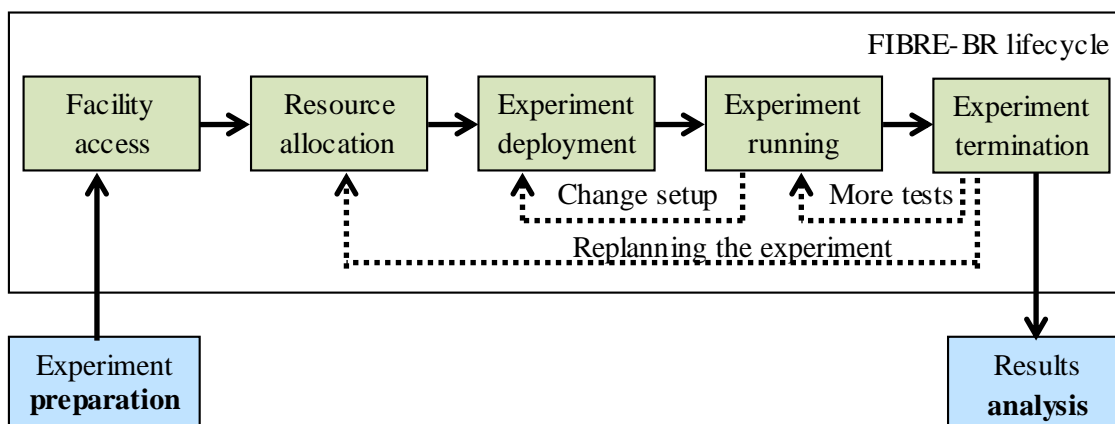 FIBRE-BR lifecycle
Facility
access
Resource
allocation
Experiment
deployment
Experiment
running
Experiment
termination
Change setup
More tests
Replanning the experiment
Experiment
preparation
Results
analysis